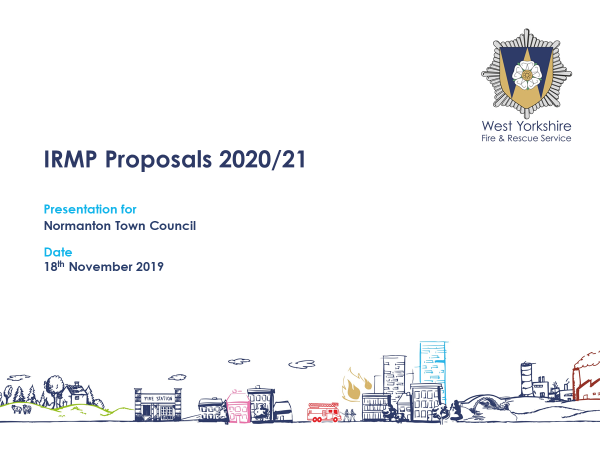 West Yorkshire
Fire & Rescue Service
IRMP Proposals 2020/21
Presentation for
Normanton Town Council
Date
18th November 2019
FIRE STATION